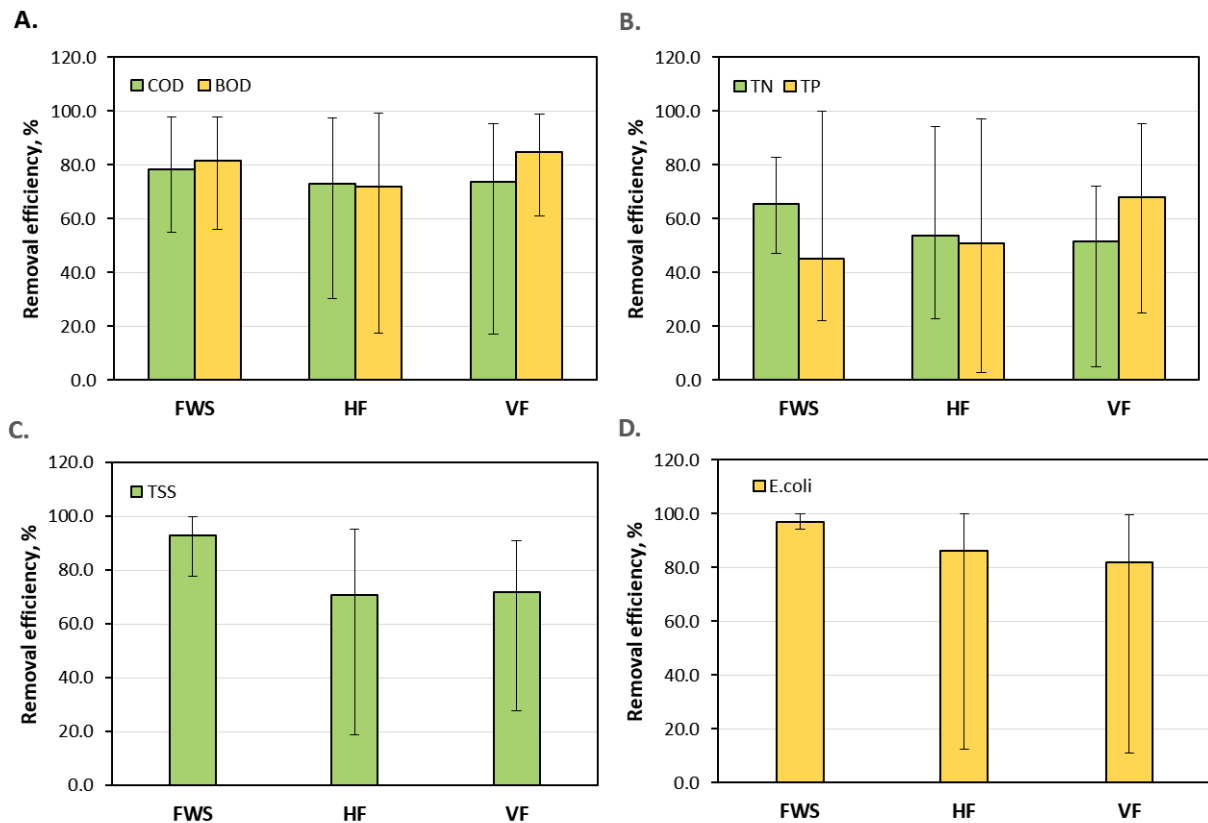 A.
Removal efficiency, %
120.0
100.0
80.0
60.0
40.0
20.0
0.0
COD BOD
FWS HF VF
B.
Removal efficiency, %
120.0
100.0
80.0
60.0
40.0
20.0
0.0
TN TP
FWS HF VF
C.
Removal efficiency, %
120.0
100.0
80.0
60.0
40.0
20.0
0.0
TSS
FWS HF VF
D.
Removal efficiency, %
120.0
100.0
80.0
60.0
40.0
20.0
0.0
E.coli
FWS HF VF